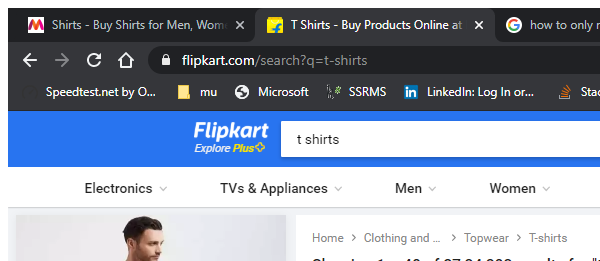 Shirts - Buy Shirts for Men, Wom
T Shirts - Buy Products Online at
how to only
flipkart.com/search?q=t-shirts
Speedtest.net by O...
mu
Microsoft
SSRMS
LinkedIn: Log In or...
Stac
Flipkart
Explore Plus
t shirts
Electronics
TVs & Appliances
Men
Women
Home > Clothing and ... > Topwear > T-shirts